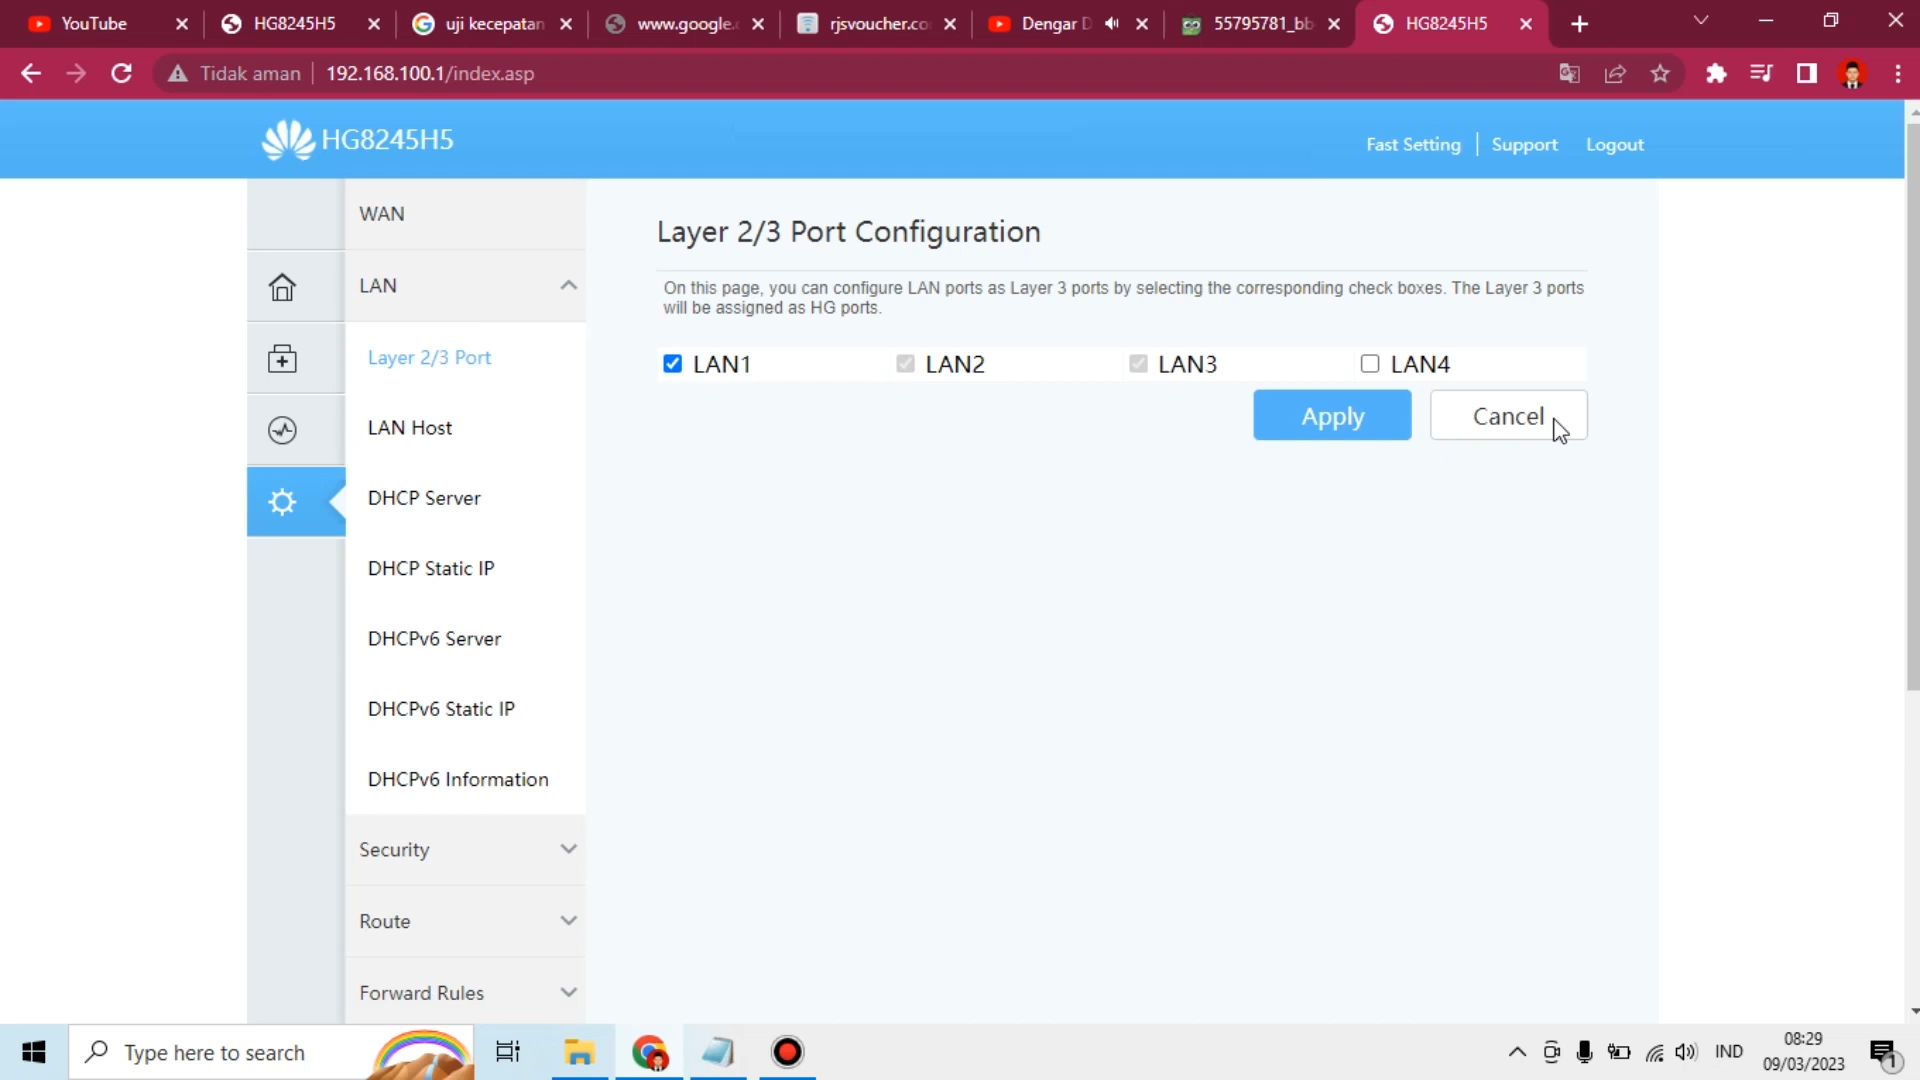 YouTube
HG8245H5
uji kecepatan
www.google.
rjsvoucher.co
Dengar D
55795781_bb
HG8245H5
Tidak aman
192.168.100.1/index.asp
HG8245H5
Fast Setting
Support
Logout
WAN
LAN
Layer 2/3 Port
LAN Host
DHCP Server
DHCP Static IP
DHCPv6 Server
DHCPv6 Static IP
DHCPv6 Information
Security
Route
Forward Rules
Layer 2/3 Port Configuration
On this page, you can configure LAN ports as Layer 3 ports by selecting the corresponding check boxes. The Layer 3 ports
will be assigned as HG ports.
LAN1 LAN2 LAN3 LAN4
Apply Cancel
Type here to search
IND
08:29
09/03/2023
1